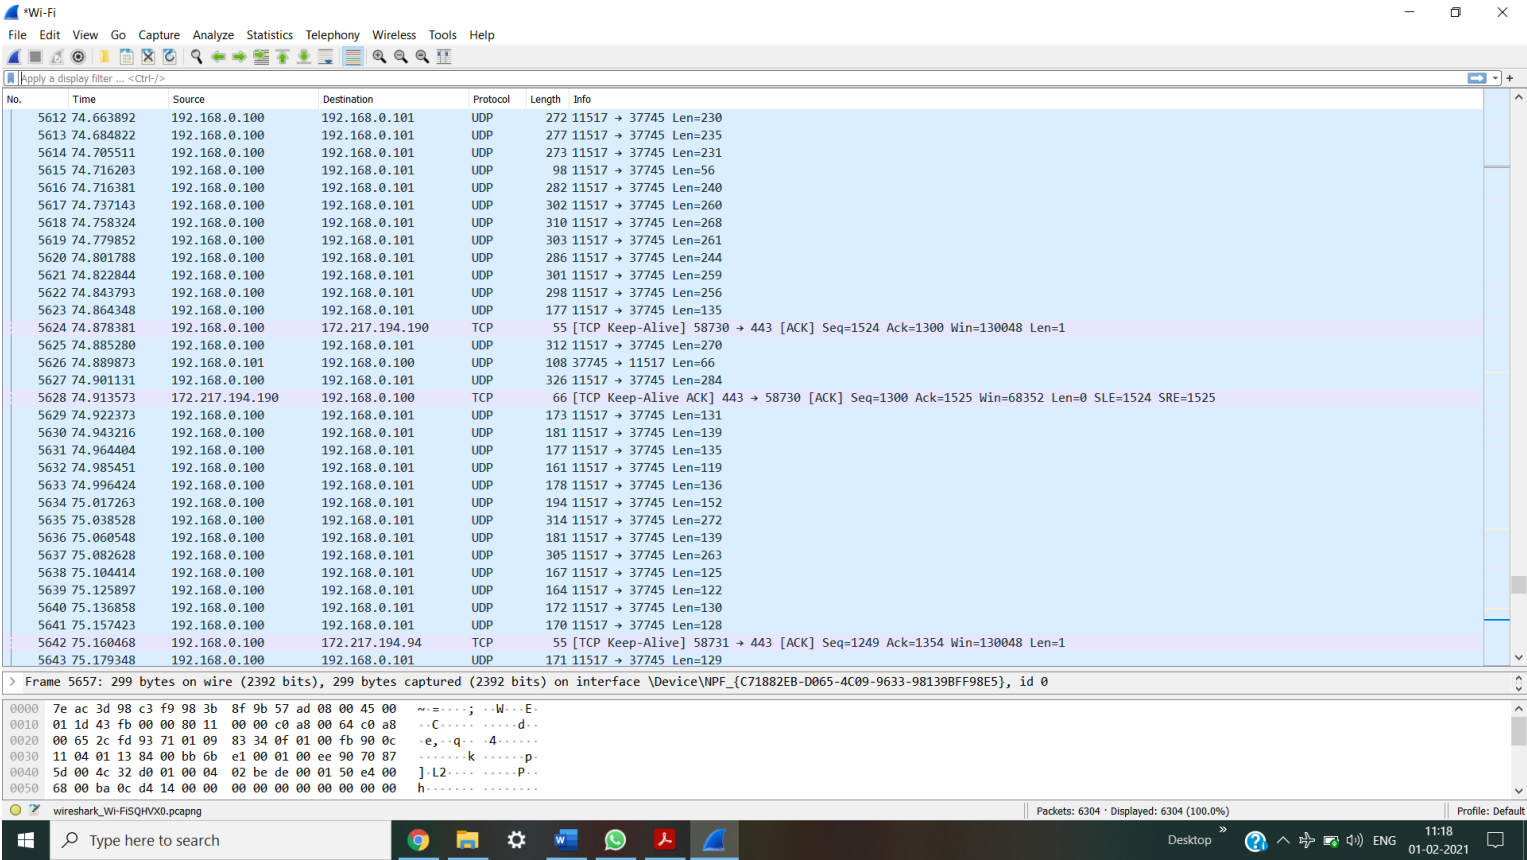 *Wi-Fi
File Edit View Go Capture Analyze Statistics Telephony Wireless Tools Help
Apply a display filter ... <Ctrl-/>
No. Time Source Destination Protocol Length Info
5612 74.663892 192.168.0.100 192.168.0.101 UDP 272 11517 → 37745 Len=230
5613 74.684822 192.168.0.100 192.168.0.101 UDP 277 11517 → 37745 Len=235
5614 74.705511 192.168.0.100 192.168.0.101 UDP 273 11517 → 37745 Len=231
5615 74.716203 192.168.0.100 192.168.0.101 UDP 98 11517 → 37745 Len=56
5616 74.716381 192.168.0.100 192.168.0.101 UDP 282 11517 → 37745 Len=240
5617 74.737143 192.168.0.100 192.168.0.101 UDP 302 11517 → 37745 Len=260
5618 74.758324 192.168.0.100 192.168.0.101 UDP 310 11517 → 37745 Len=268
5619 74.779852 192.168.0.100 192.168.0.101 UDP 303 11517 → 37745 Len=261
5620 74.801788 192.168.0.100 192.168.0.101 UDP 286 11517 → 37745 Len=244
5621 74.822844 192.168.0.100 192.168.0.101 UDP 301 11517 → 37745 Len=259
5622 74.843793 192.168.0.100 192.168.0.101 UDP 298 11517 → 37745 Len=256
5623 74.864348 192.168.0.100 192.168.0.101 UDP 177 11517 → 37745 Len=135
5624 74.878381 192.168.0.100 172.217.194.190 TCP 55 [TCP Keep-Alive] 58730 → 443 [ACK] Seq=1524 Ack=1300 Win=130048 Len=1
5625 74.885280 192.168.0.100 192.168.0.101 UDP 312 11517 → 37745 Len=270
5626 74.889873 192.168.0.101 192.168.0.100 UDP 108 37745 → 11517 Len=66
5627 74.901131 192.168.0.100 192.168.0.101 UDP 326 11517 → 37745 Len=284
5628 74.913573 172.217.194.190 192.168.0.100 TCP 66 [TCP Keep-Alive ACK] 443 → 58730 [ACK] Seq=1300 Ack=1525 Win=68352 Len=0 SLE=1524 SRE=1525
5629 74.922373 192.168.0.100 192.168.0.101 UDP 173 11517 → 37745 Len=131
5630 74.943216 192.168.0.100 192.168.0.101 UDP 181 11517 → 37745 Len=139
5631 74.964404 192.168.0.100 192.168.0.101 UDP 177 11517 → 37745 Len=135
5632 74.985451 192.168.0.100 192.168.0.101 UDP 161 11517 → 37745 Len=119
5633 74.996424 192.168.0.100 192.168.0.101 UDP 178 11517 → 37745 Len=136
5634 75.017263 192.168.0.100 192.168.0.101 UDP 194 11517 → 37745 Len=152
5635 75.038528 192.168.0.100 192.168.0.101 UDP 314 11517 → 37745 Len=272
5636 75.060548 192.168.0.100 192.168.0.101 UDP 181 11517 → 37745 Len=139
5637 75.082628 192.168.0.100 192.168.0.101 UDP 305 11517 → 37745 Len=263
5638 75.104414 192.168.0.100 192.168.0.101 UDP 167 11517 → 37745 Len=125
5639 75.125897 192.168.0.100 192.168.0.101 UDP 164 11517 → 37745 Len=122
5640 75.136858 192.168.0.100 192.168.0.101 UDP 172 11517 → 37745 Len=130
5641 75.157423 192.168.0.100 192.168.0.101 UDP 170 11517 → 37745 Len=128
5642 75.160468 192.168.0.100 172.217.194.94 TCP 55 [TCP Keep-Alive] 58731 → 443 [ACK] Seq=1249 Ack=1354 Win=130048 Len=1
5643 75.179348 192.168.0.100 192.168.0.101 UDP 171 11517 → 37745 Len=129
> Frame 5657: 299 bytes on wire (2392 bits), 299 bytes captured (2392 bits) on interface \Device\NPF_{C71882EB-D065-4C09-9633-98139BFF98E5}, id 0
0000 7e ac 3d 98 c3 f9 98 3b 8f 9b 57 ad 08 00 45 00 ~·=····; ··W···E·
0010 01 1d 43 fb 00 00 80 11 00 00 c0 a8 00 64 c0 a8 ··C····· ·····d··
0020 00 65 2c fd 93 71 01 09 83 34 0f 01 00 fb 90 0c ·e,··q·· ·4······
0030 11 04 01 13 84 00 bb 6b e1 00 01 00 ee 90 70 87 ·······k ······p·
0040 5d 00 4c 32 d0 01 00 04 02 be de 00 01 50 e4 00 ]·L2···· ·····P··
0050 68 00 ba 0c d4 14 00 00 00 00 00 00 00 00 00 00 h······· ········
wireshark_Wi-FiSQHVX0.pcapng Packets: 6304 · Displayed: 6304 (100.0%) Profile: Default
Type here to search Desktop ENG 11:18
01-02-2021